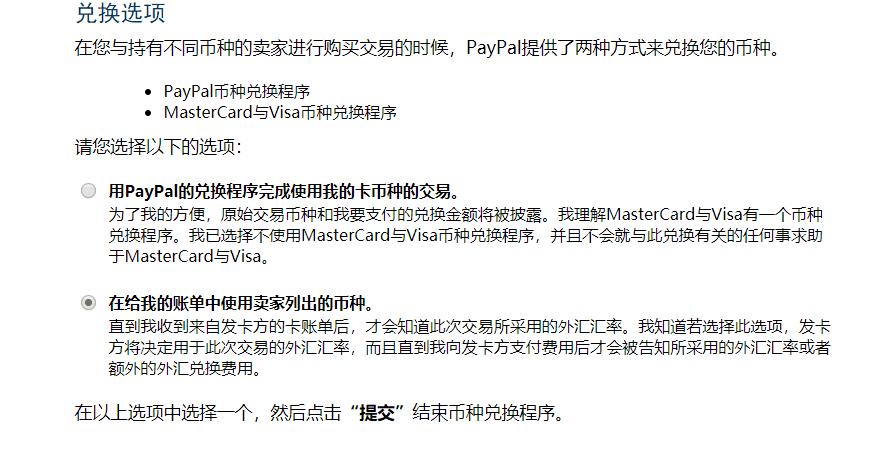 兑换选项
在您与持有不同币种的卖家进行购买交易的时候，PayPal提供了两种方式来兑换您的币种。
• PayPal币种兑换程序
• MasterCard与Visa币种兑换程序
请您选择以下的选项：
用PayPal的兑换程序完成使用我的卡币种的交易。
为了我的方便，原始交易币种和我要支付的兑换金额将被披露。我理解MasterCard与Visa有一个币种
兑换程序。我已选择不使用MasterCard与Visa币种兑换程序，并且不会就与此兑换有关的任何事求助
于MasterCard与Visa。
在给我的账单中使用卖家列出的币种。
直到我收到来自发卡方的卡账单后，才会知道此次交易所采用的外汇汇率。我知道若选择此选项，发卡
方将决定用于此次交易的外汇汇率，而且直到我向发卡方支付费用后才会被告知所采用的外汇汇率或者
额外的外汇兑换费用。
在以上选项中选择一个，然后点击“提交”结束币种兑换程序。